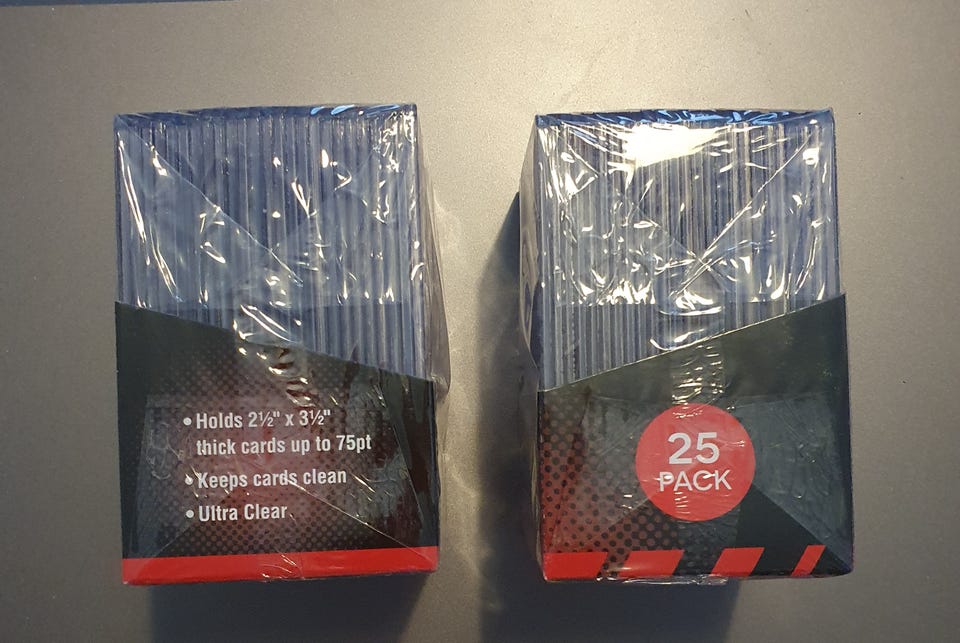 • Holds 2½" x 3½"
thick cards up to 75pt
• Keeps cards clean
• Ultra Clear
25
PACK